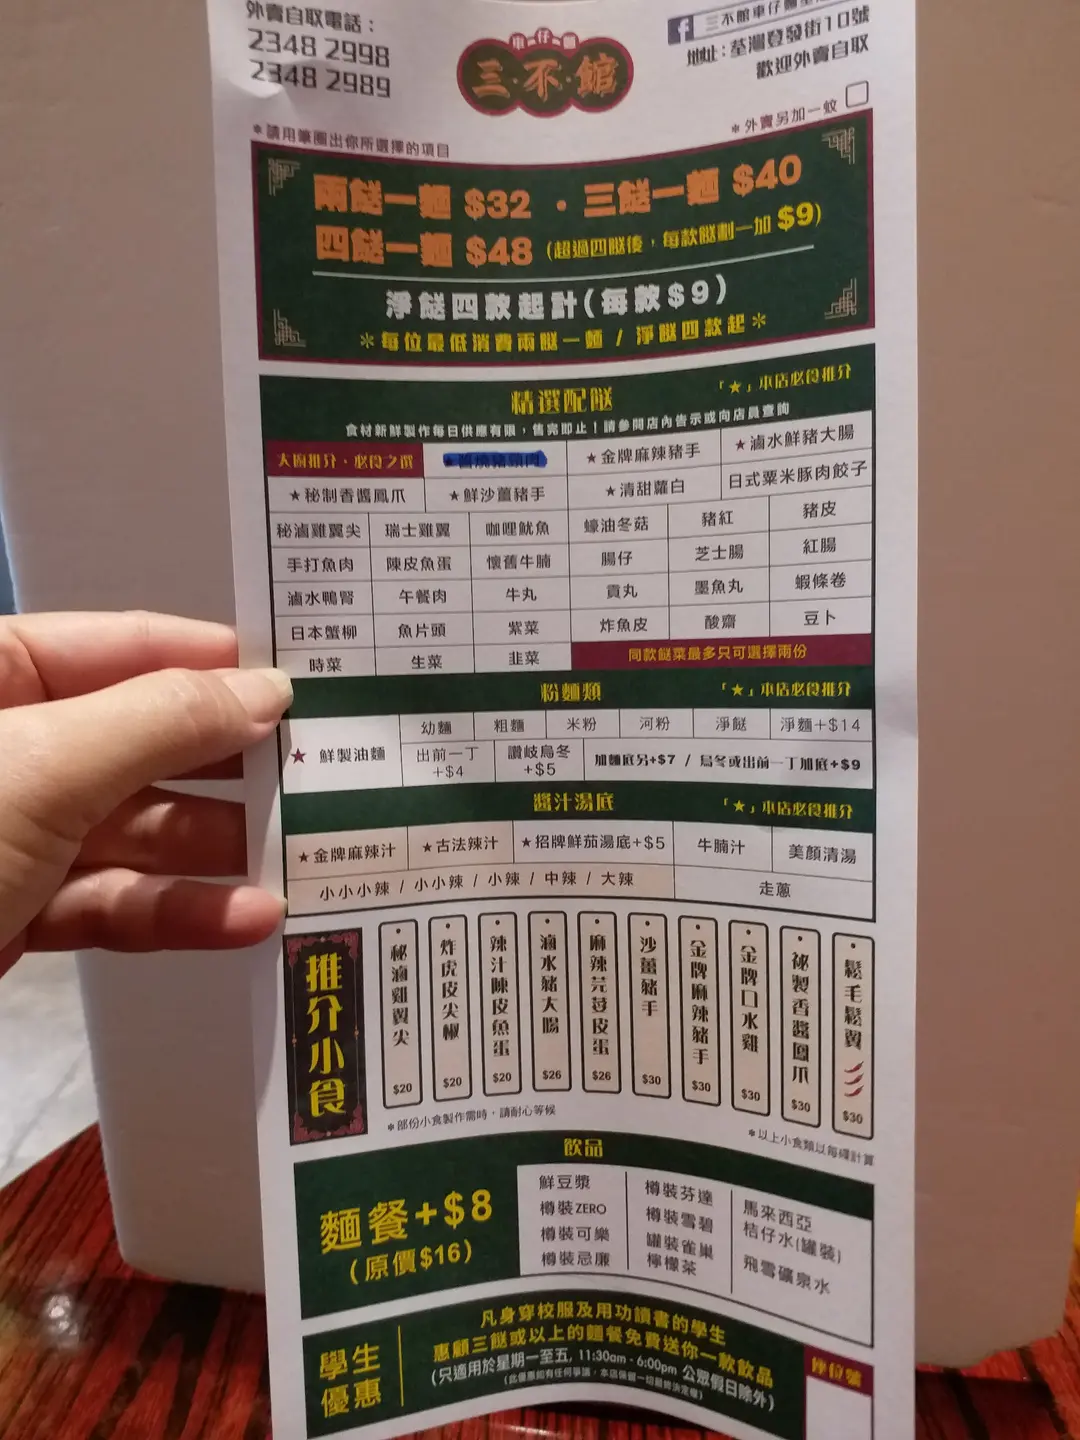 外賣自取電話：
2348 2998
2348 2989
車仔麵
三不館
三不館車仔麵
地址：荃灣登發街10號
歡迎外賣自取
*請用筆圈出你所選擇的項目
*外賣另加一蚊
兩餸一麵 $32 · 三餸一麵 $40
四餸一麵 $48 (超過四餸後，每款餸劃一加 $9)
淨餸四款起計(每款$9)
*每位最低消費兩餸一麵 / 淨餸四款起*
精選配餸
「★」本店必食推介
食材新鮮製作每日供應有限，售完即止！請參閱店內告示或向店員查詢
大廚推介·必食之選
★醬燒豬頸肉
★金牌麻辣豬手
★滷水鮮豬大腸
★秘制香醬鳳爪
★鮮沙薑豬手
★清甜蘿白
日式粟米豚肉餃子
秘滷雞翼尖 瑞士雞翼 咖哩魷魚 蠔油冬菇 豬紅 豬皮
手打魚肉 陳皮魚蛋 懷舊牛腩 腸仔 芝士腸 紅腸
滷水鴨腎 午餐肉 牛丸 貢丸 墨魚丸 蝦條卷
日本蟹柳 魚片頭 紫菜 炸魚皮 酸齋 豆卜
時菜 生菜 韭菜 同款餸菜最多只可選擇兩份
粉麵類
「★」本店必食推介
★ 鮮製油麵
幼麵 粗麵 米粉 河粉 淨餸 淨麵+$14
出前一丁
+$4
讚岐烏冬
+$5
加麵底另+$7 / 烏冬或出前一丁加底+$9
醬汁湯底
「★」本店必食推介
★金牌麻辣汁 ★古法辣汁 ★招牌鮮茄湯底+$5 牛腩汁 美顏清湯
小小小辣 / 小小辣 / 小辣 / 中辣 / 大辣
走蔥
推介小食
秘滷雞翼尖 $20
炸虎皮尖椒 $20
辣汁陳皮魚蛋 $20
滷水豬大腸 $26
麻辣芫荽皮蛋 $26
沙薑豬手 $30
金牌麻辣豬手 $30
金牌口水雞 $30
祕製香醬鳳爪 $30
鬆毛鬆翼 $30
*部份小食製作需時，請耐心等候
*以上小食類以每碟計算
飲品
麵餐+$8
(原價$16)
鮮豆漿
樽裝ZERO
樽裝可樂
樽裝忌廉
樽裝芬達
樽裝雪碧
罐裝雀巢
檸檬茶
馬來西亞
桔仔水(罐裝)
飛雪礦泉水
學生
優惠
凡身穿校服及用功讀書的學生
惠顧三餸或以上的麵餐免費送你一款飲品
(只適用於星期一至五, 11:30am - 6:00pm 公眾假日除外)
(此優惠如有任何爭議，本店保留一切最終決定權)
座位號